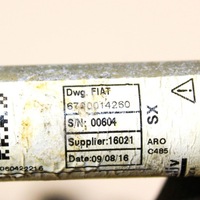 Dwg. FIAT
6790014260
S/N: 00604
SX
Supplier:16021
ARO
C485
Date:09/08/16